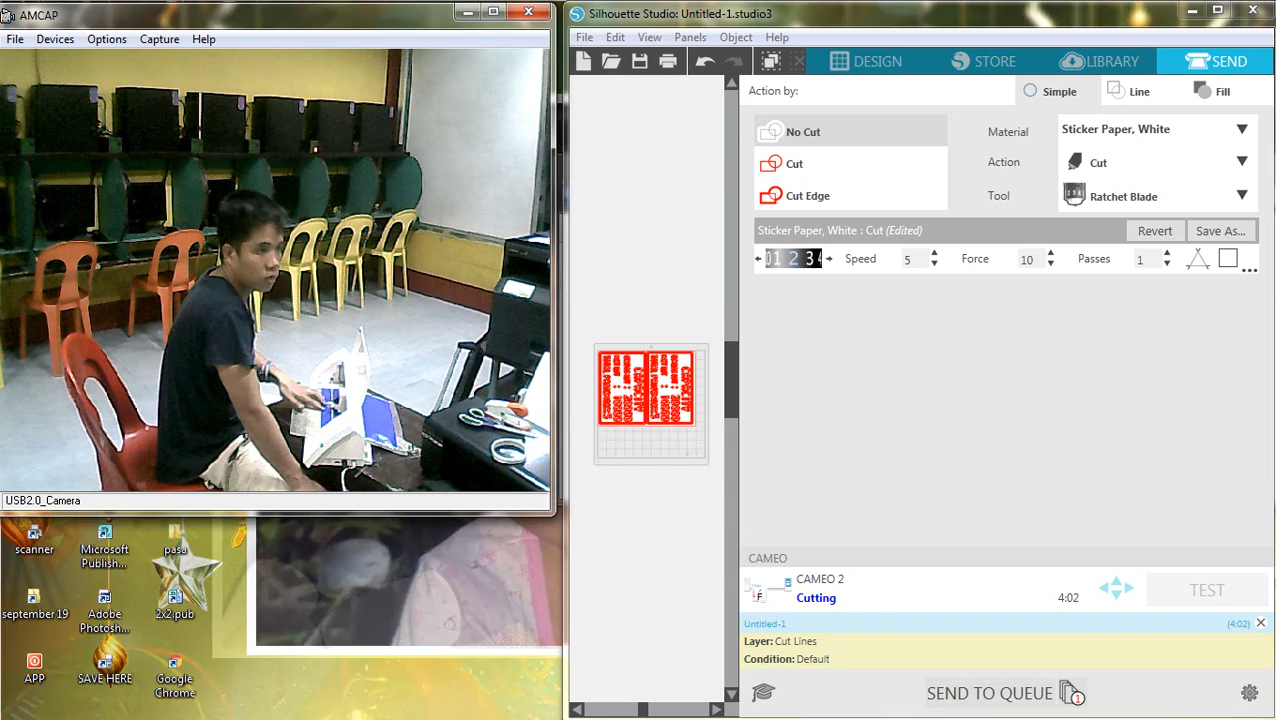 AMCAP
File Devices Options Capture Help
USB2.0_Camera
scanner
Microsoft Publish...
pasa
september 19
Adobe Photosh...
2x2.pub
APP
SAVE HERE
Google Chrome
Silhouette Studio: Untitled-1.studio3
File Edit View Panels Object Help
DESIGN STORE LIBRARY SEND
Action by: Simple Line Fill
No Cut
Cut
Cut Edge
Material Sticker Paper, White
Action Cut
Tool Ratchet Blade
Sticker Paper, White : Cut (Edited) Revert Save As...
1 2 3 Speed 5 Force 10 Passes 1
CAMEO
CAMEO 2
Cutting 4:02 TEST
Untitled-1 (4:02)
Layer: Cut Lines
Condition: Default
SEND TO QUEUE 1